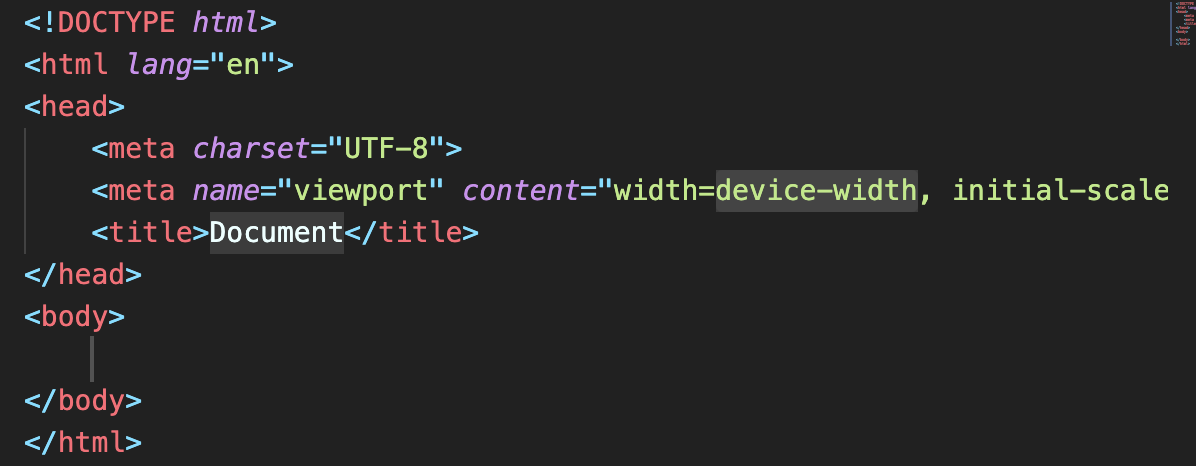 <!DOCTYPE html>
<html lang="en">
<head>
    <meta charset="UTF-8">
    <meta name="viewport" content="width=device-width, initial-scale
    <title>Document</title>
</head>
<body>

</body>
</html>